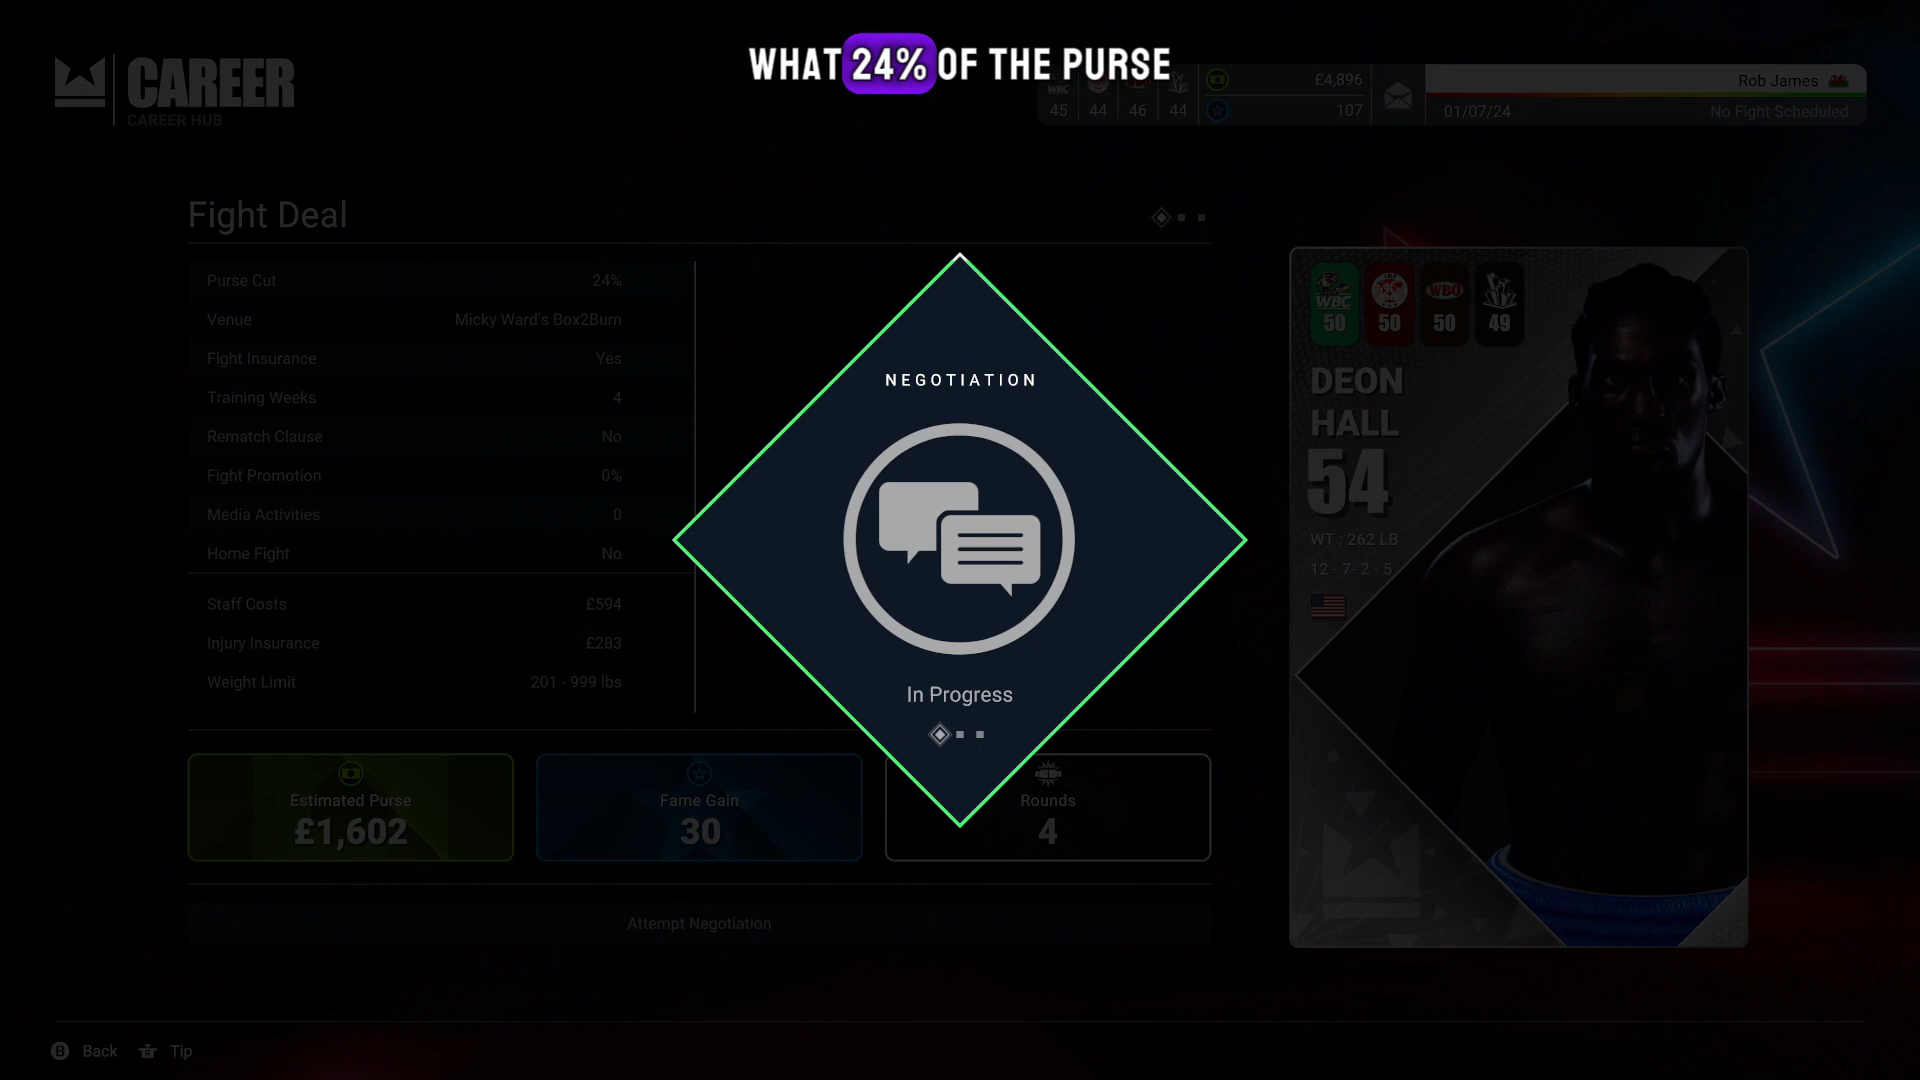 WHAT 24% OF THE PURSE
CAREER
CAREER HUB
WBC
45 44 46 44
£4,896
107
Rob James
01/07/24 No Fight Scheduled
Fight Deal
Purse Cut 24%
Venue Micky Ward's Box2Burn
Fight Insurance Yes
Training Weeks 4
Rematch Clause No
Fight Promotion 0%
Media Activities 0
Home Fight No
Staff Costs £594
Injury Insurance £283
Weight Limit 201 - 999 lbs
NEGOTIATION
In Progress
Estimated Purse
£1,602
Fame Gain
30
Rounds
4
Attempt Negotiation
WBC IBF WBO
50 50 50 49
DEON
HALL
54
WT : 262 LB
12 - 7- 2 - 5
B Back R Tip